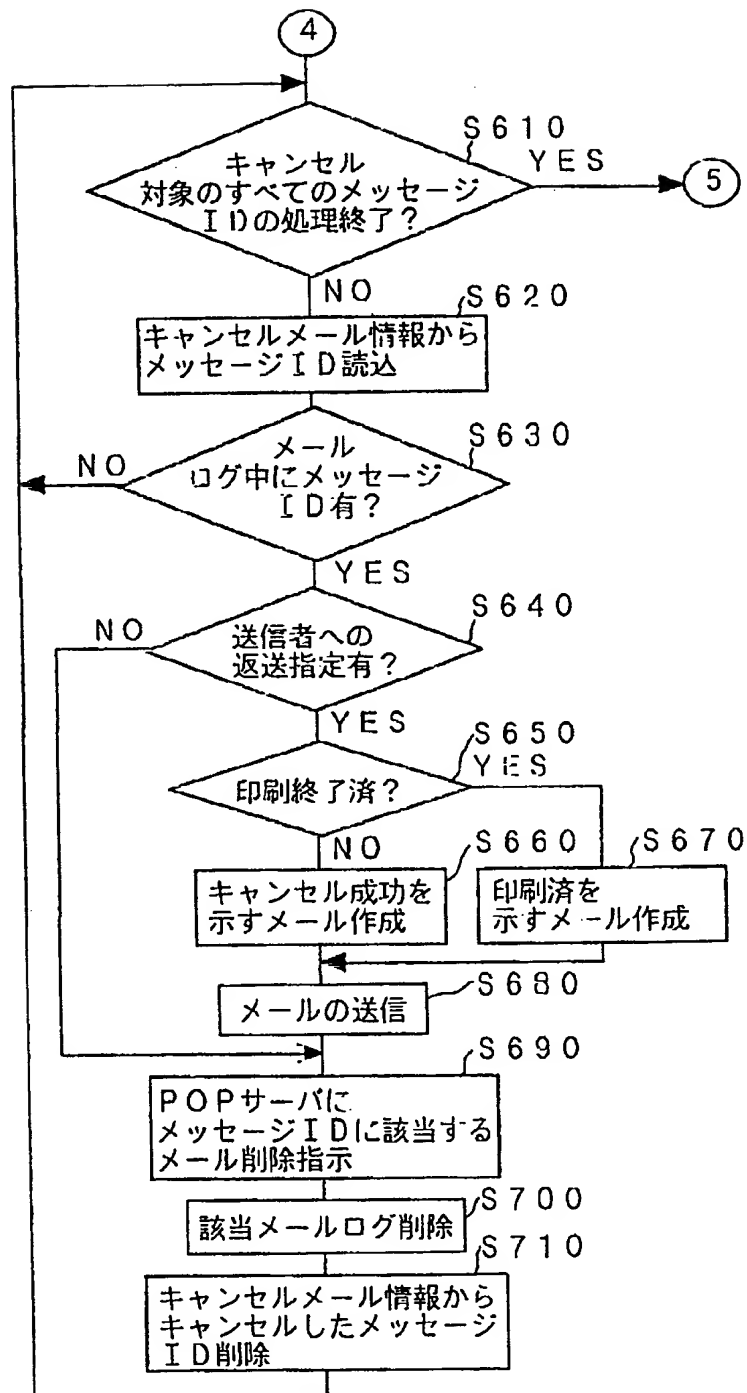 4
S610
キャンセル
対象のすべてのメッセージ
IDの処理終了？
YES
5
NO
S620
キャンセルメール情報から
メッセージID読込
S630
メール
ログ中にメッセージ
ID有？
NO
YES
S640
送信者への
返送指定有？
NO
YES
S650
印刷終了済？
YES
NO
S660
キャンセル成功を
示すメール作成
S670
印刷済を
示すメール作成
S680
メールの送信
S690
POPサーバに
メッセージIDに該当する
メール削除指示
S700
該当メールログ削除
S710
キャンセルメール情報から
キャンセルしたメッセージ
ID削除